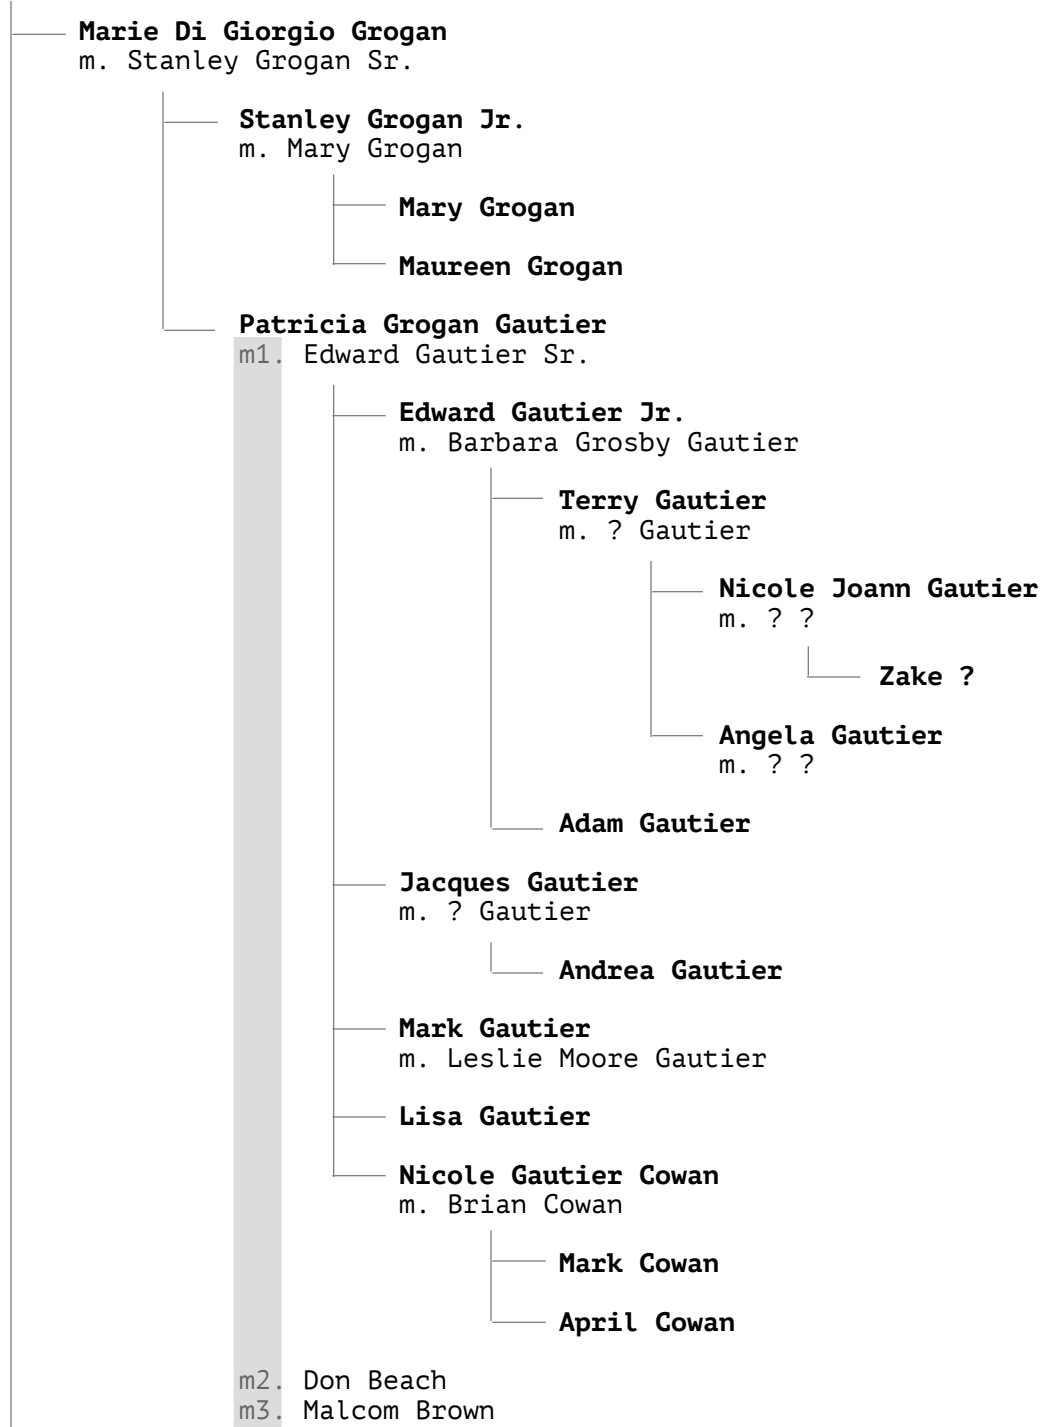 Marie Di Giorgio Grogan
m. Stanley Grogan Sr.
Stanley Grogan Jr.
m. Mary Grogan
Mary Grogan
Maureen Grogan
Patricia Grogan Gautier
m1. Edward Gautier Sr.
Edward Gautier Jr.
m. Barbara Grosby Gautier
Terry Gautier
m. ? Gautier
Nicole Joann Gautier
m. ? ?
Zake ?
Angela Gautier
m. ? ?
Adam Gautier
Jacques Gautier
m. ? Gautier
Andrea Gautier
Mark Gautier
m. Leslie Moore Gautier
Lisa Gautier
Nicole Gautier Cowan
m. Brian Cowan
Mark Cowan
April Cowan
m2. Don Beach
m3. Malcom Brown